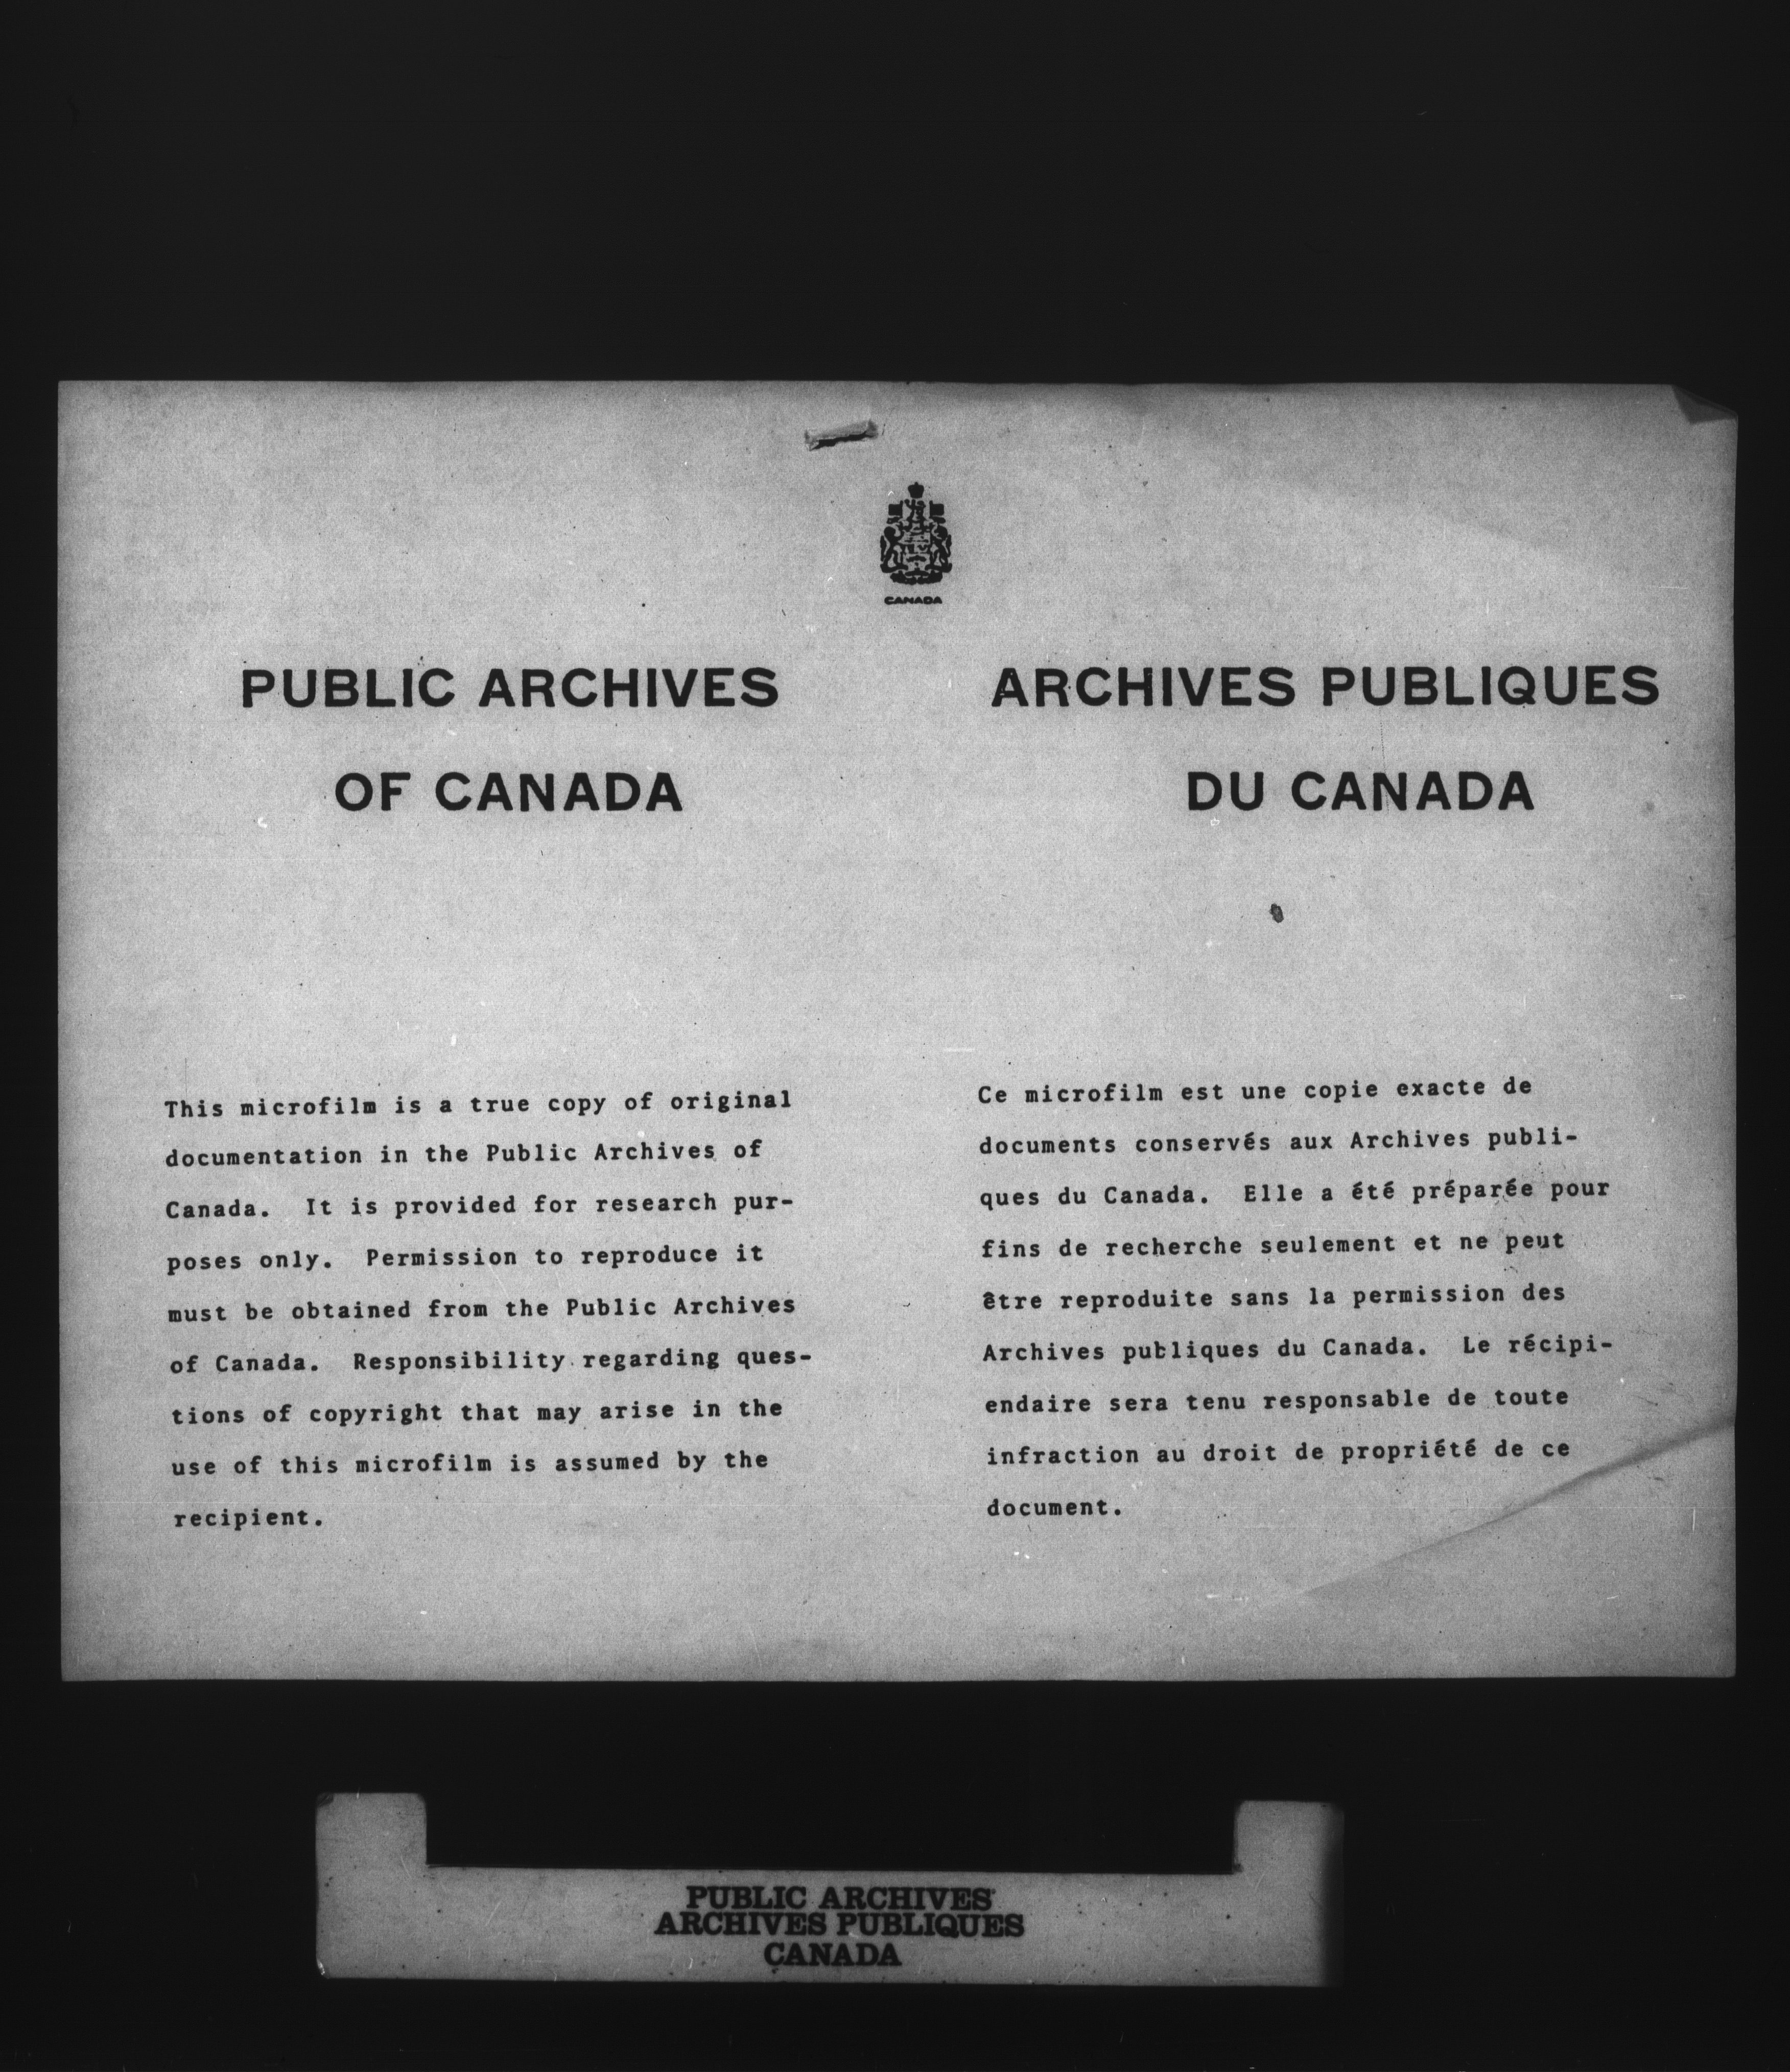 CANADA
PUBLIC ARCHIVES
OF CANADA
This microfilm is a true copy of original
documentation in the Public Archives of
Canada. It is provided for research pur-
poses only. Permission to reproduce it
must be obtained from the Public Archives
of Canada. Responsibility regarding ques-
tions of copyright that may arise in the
use of this microfilm is assumed by the
recipient.
ARCHIVES PUBLIQUES
DU CANADA
Ce microfilm est une copie exacte de
documents conservés aux Archives publi-
ques du Canada. Elle a été préparée pour
fins de recherche seulement et ne peut
être reproduite sans la permission des
Archives publiques du Canada. Le récipi-
endaire sera tenu responsable de toute
infraction au droit de propriété de ce
document.
PUBLIC ARCHIVES
ARCHIVES PUBLIQUES
CANADA